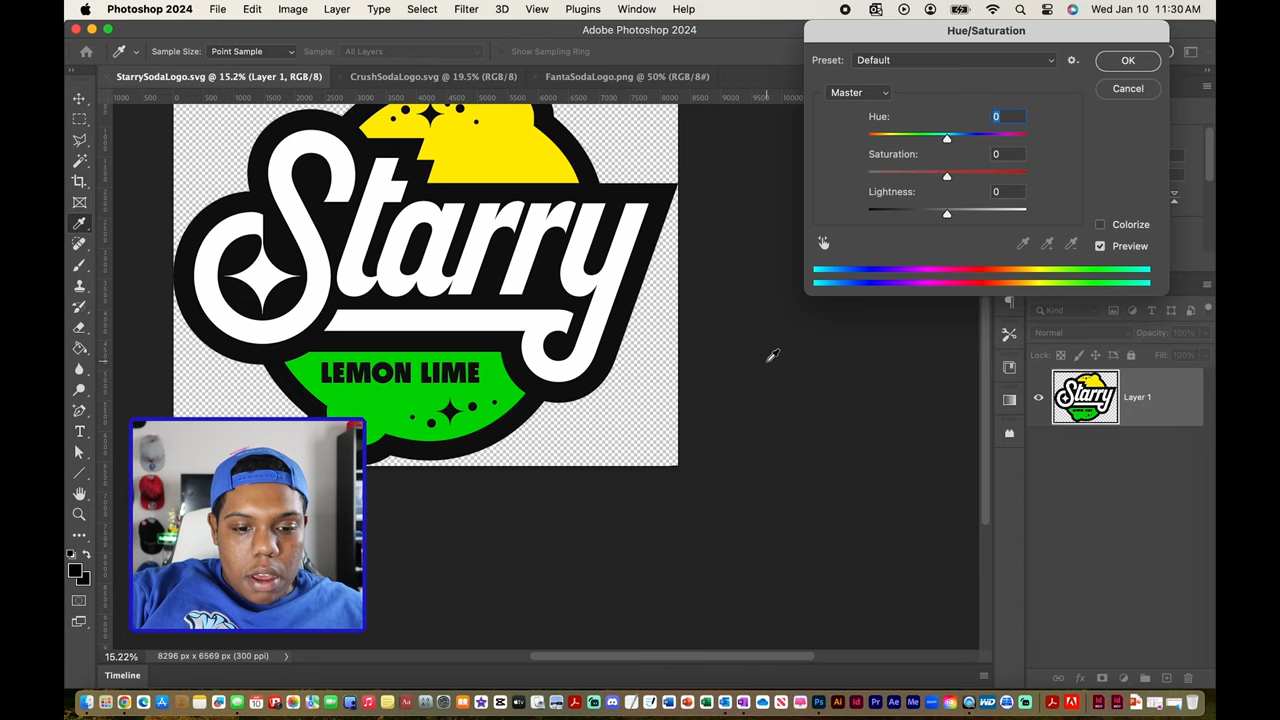 Photoshop 2024 File Edit Image Layer Type Select Filter 3D View Plugins Window Help Wed Jan 10 11:30 AM
Adobe Photoshop 2024
Hue/Saturation
Sample Size: Point Sample Sample: All Layers Show Sampling Ring
Preset: Default OK
StarrySodaLogo.svg @ 15.2% (Layer 1, RGB/8) CrushSodaLogo.svg @ 19.5% (RGB/8) FantaSodaLogo.png @ 50% (RGB/8#)
Cancel
Master
Hue: 0
Saturation: 0
Lightness: 0
Colorize
Preview
Starry
LEMON LIME
Kind
Normal Opacity: 100%
Lock: Fill: 100%
Layer 1
15.22% 8296 px x 6569 px (300 ppi)
Timeline